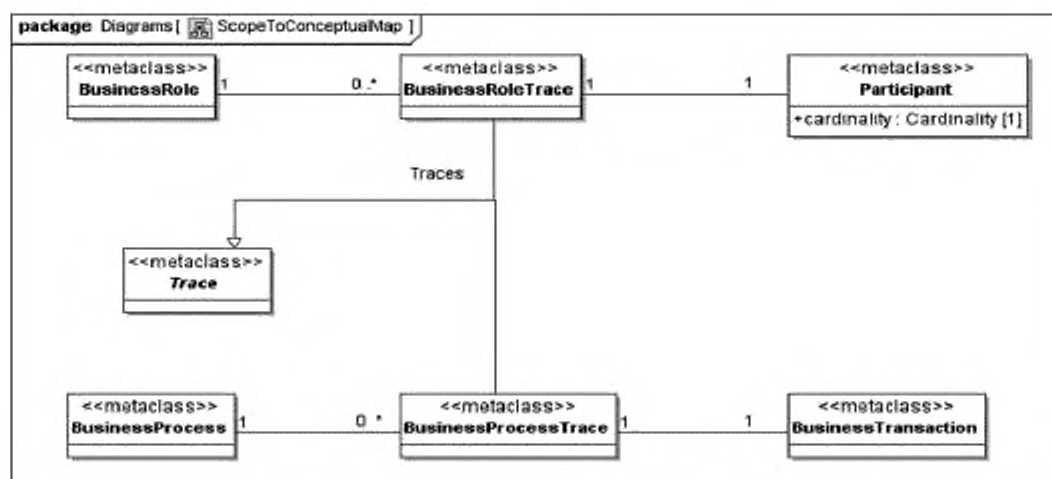 package Diagrams [ ScopeToConceptualMap ]
<<metaclass>> <<metaclass>> <<metaclass>>
BusinessRole 1 0..* BusinessRoleTrace 1 1 Participant
+cardinality : Cardinality [1]
Traces
<<metaclass>>
Trace
<<metaclass>> <<metaclass>> <<metaclass>>
BusinessProcess 1 0..* BusinessProcessTrace 1 1 BusinessTransaction